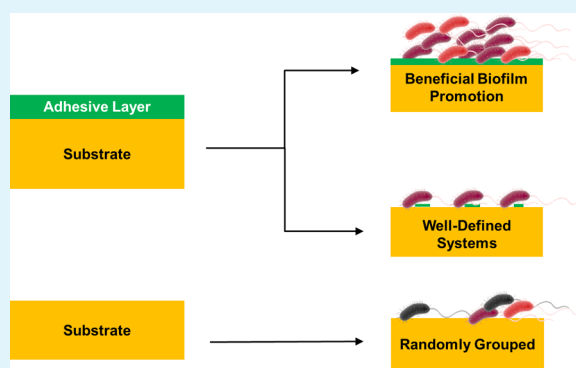 Adhesive Layer
Substrate
Beneficial Biofilm
Promotion
Well-Defined
Systems
Substrate
Randomly Grouped